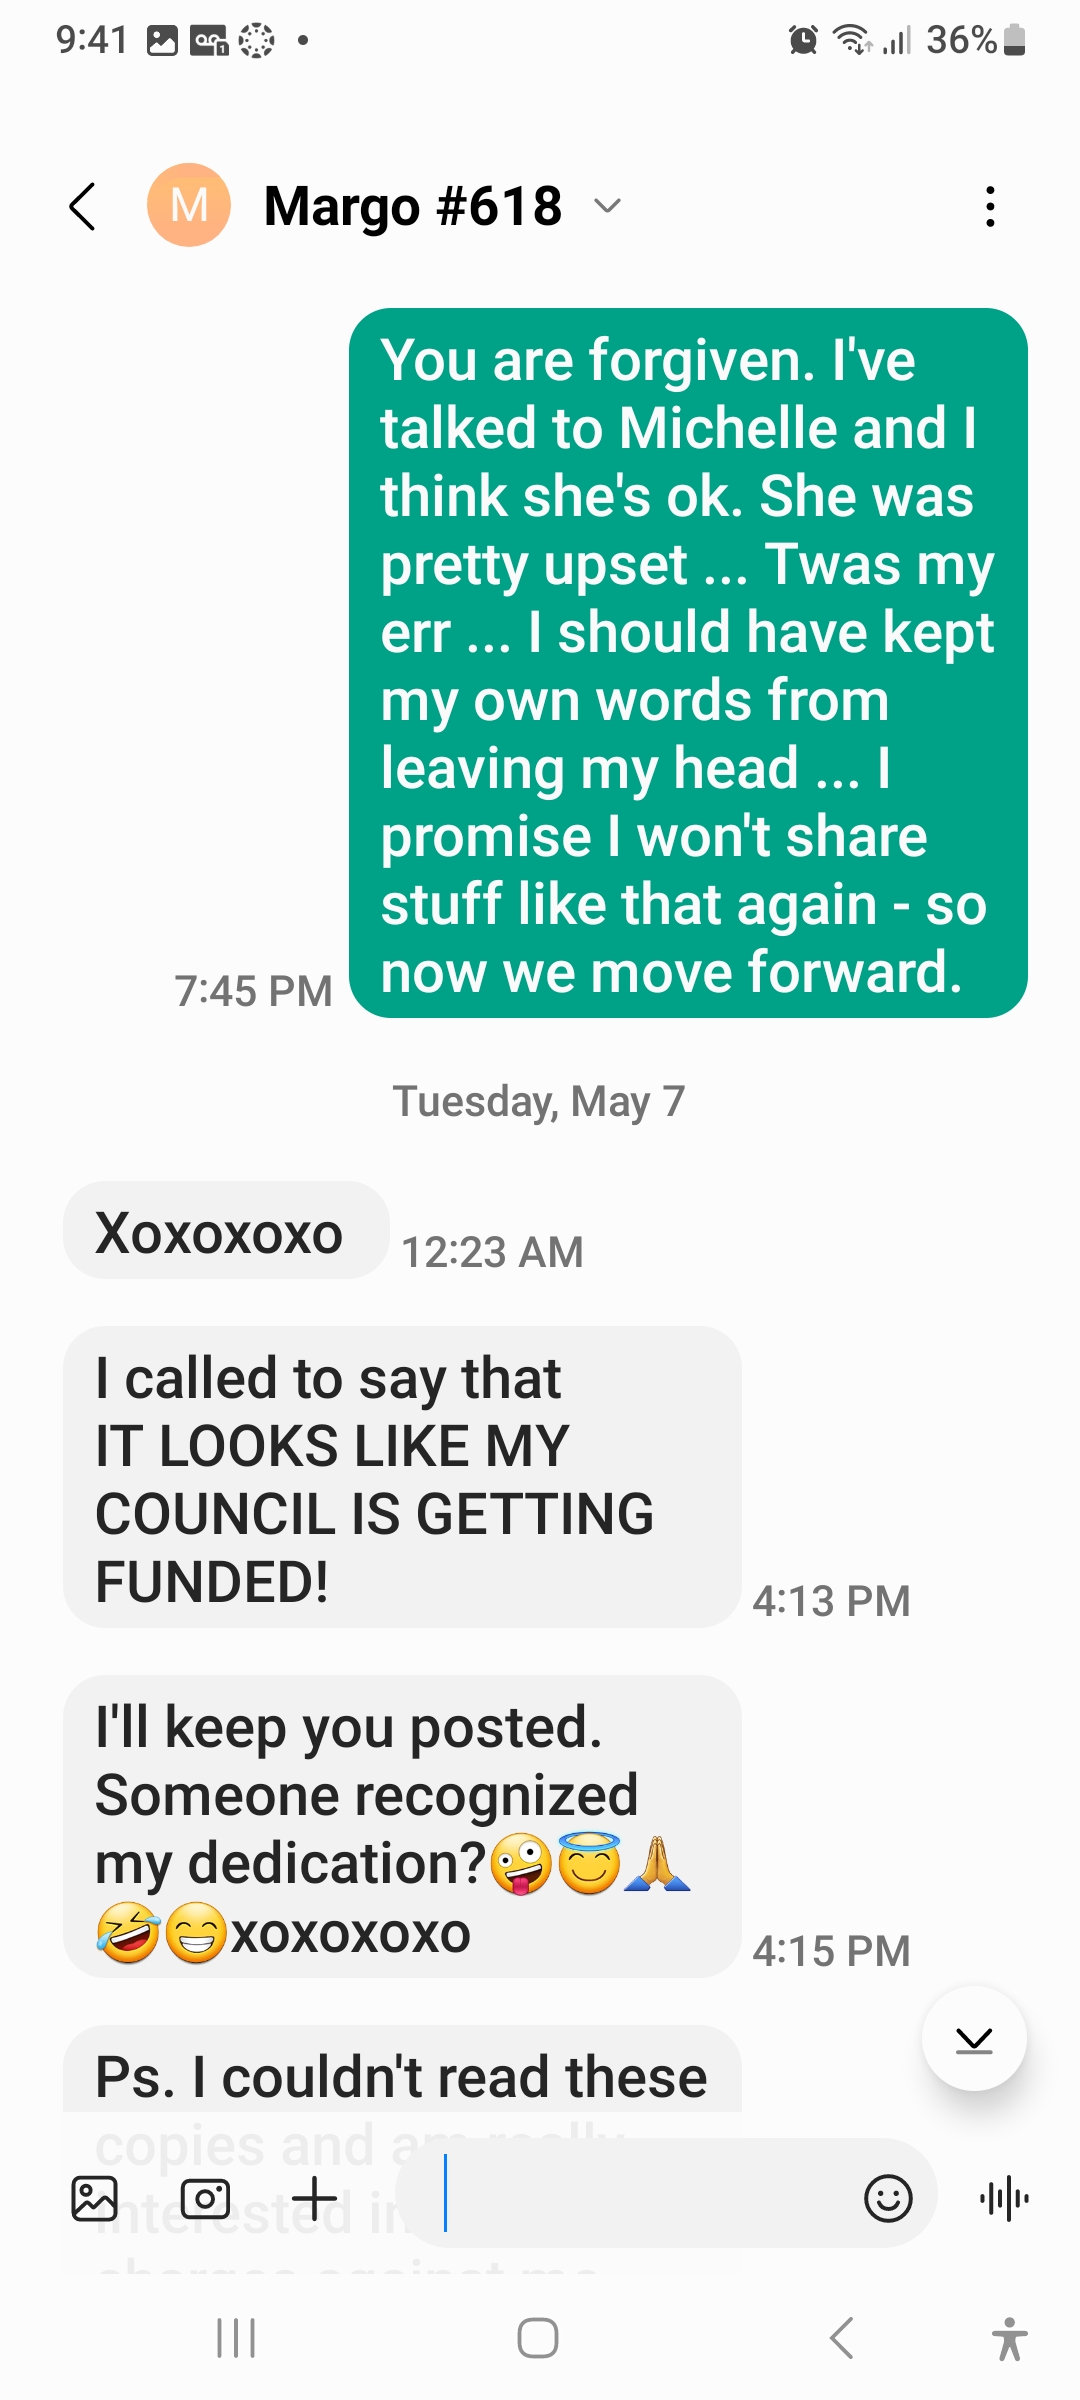 9:41
36%
M Margo #618
You are forgiven. I've
talked to Michelle and I
think she's ok. She was
pretty upset ... Twas my
err ... I should have kept
my own words from
leaving my head ... I
promise I won't share
stuff like that again - so
now we move forward.
7:45 PM
Tuesday, May 7
Xoxoxoxo
12:23 AM
I called to say that
IT LOOKS LIKE MY
COUNCIL IS GETTING
FUNDED!
4:13 PM
I'll keep you posted.
Someone recognized
my dedication?🤪😇🙏
🤣😁xoxoxoxo
4:15 PM
Ps. I couldn't read these
copies and am really
interested in
charges against me